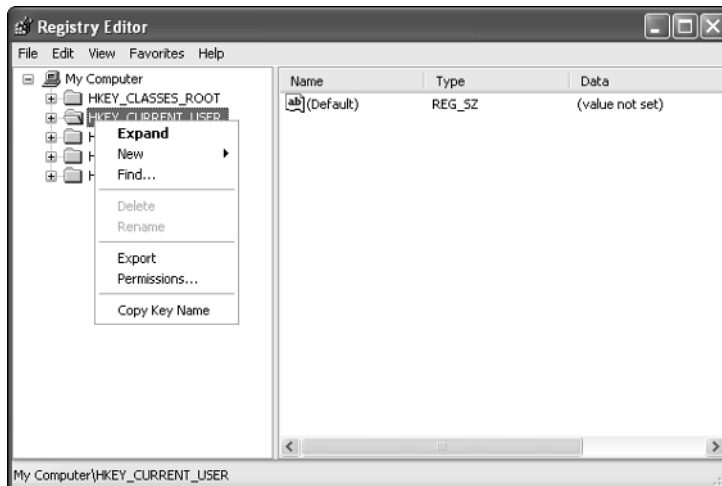 Registry Editor
File Edit View Favorites Help
My Computer
HKEY_CLASSES_ROOT
HKEY_CURRENT_USER
H
H
H
Expand
New
Find...
Delete
Rename
Export
Permissions...
Copy Key Name
Name Type Data
ab (Default) REG_SZ (value not set)
My Computer\HKEY_CURRENT_USER